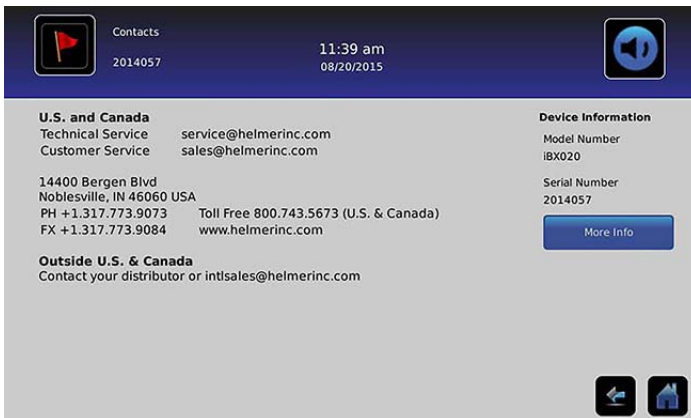 Contacts
2014057
11:39 am
08/20/2015
U.S. and Canada
Technical Service service@helmerinc.com
Customer Service sales@helmerinc.com
14400 Bergen Blvd
Noblesville, IN 46060 USA
PH +1.317.773.9073 Toll Free 800.743.5673 (U.S. & Canada)
FX +1.317.773.9084 www.helmerinc.com
Outside U.S. & Canada
Contact your distributor or intlsales@helmerinc.com
Device Information
Model Number
iBX020
Serial Number
2014057
More Info